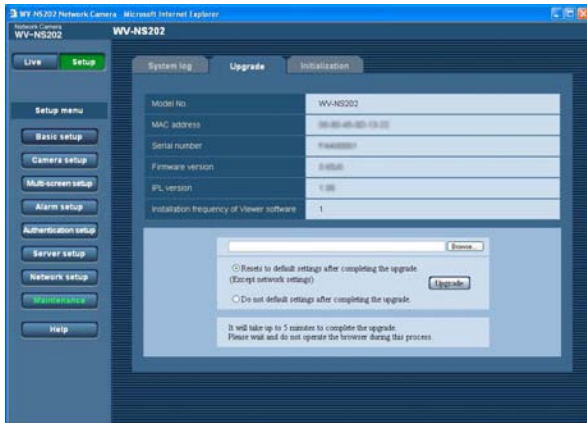 WV-NS202 Network Camera - Microsoft Internet Explorer
Network Camera
WV-NS202
WV-NS202
Live Setup
System log Upgrade Initialization
Setup menu
Basic setup
Camera setup
Multi-screen setup
Alarm setup
Authentication setup
Server setup
Network setup
Maintenance
Help
Model No. WV-NS202
MAC address
Serial number
Firmware version
IPL version
Installation frequency of Viewer software 1
Browse...
Resets to default settings after completing the upgrade.
(Except network settings)
Upgrade
Do not default settings after completing the upgrade.
It will take up to 5 minutes to complete the upgrade.
Please wait and do not operate the browser during this process.